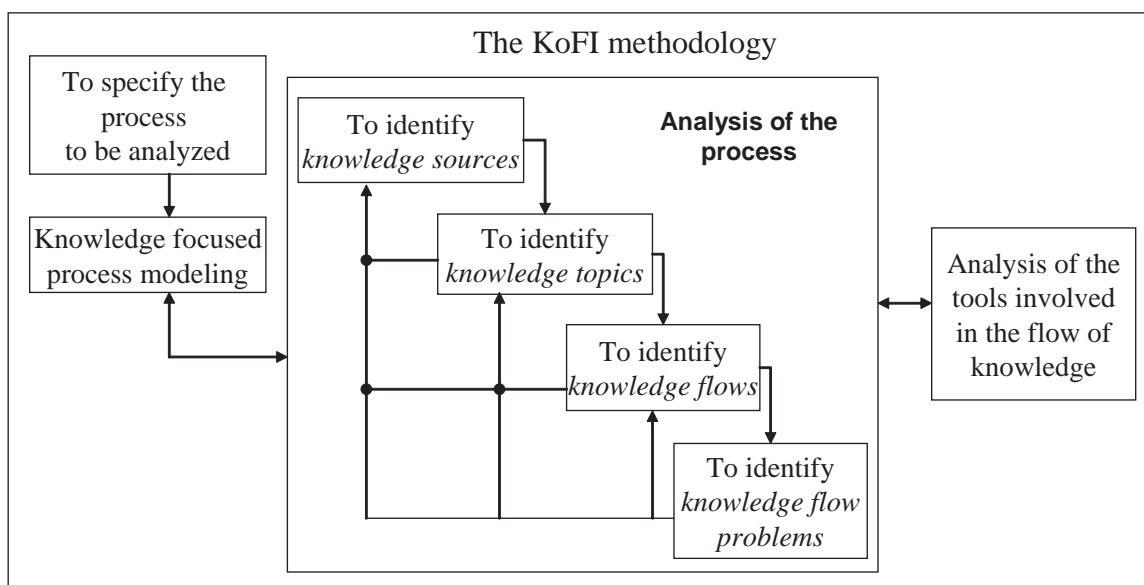 The KoFI methodology
To specify the
process
to be analyzed
Knowledge focused
process modeling
Analysis of the
process
To identify
knowledge sources
To identify
knowledge topics
To identify
knowledge flows
To identify
knowledge flow
problems
Analysis of the
tools involved
in the flow of
knowledge